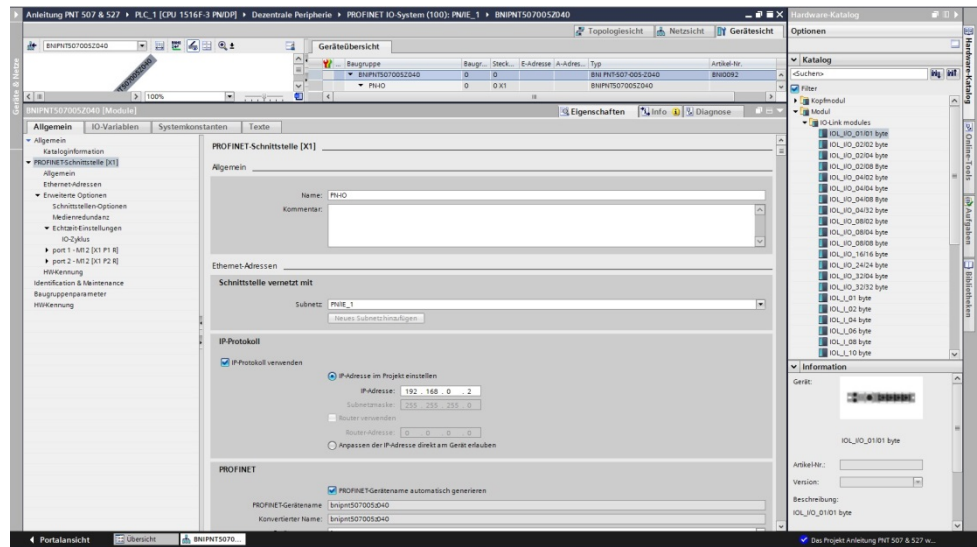 Anleitung PNT 507 & 527 ▸ PLC_1 [CPU 1516F-3 PN/DP] ▸ Dezentrale Peripherie ▸ PROFINET IO-System (100): PN/IE_1 ▸ BNIPNT507005Z040
Hardware-Katalog
Topologiesicht Netzsicht Gerätesicht
Optionen
BNIPNT507005Z040
Geräteübersicht
Baugruppe Baugr... Steck... E-Adresse A-Adres... Typ Artikel-Nr.
BNIPNT507005Z040 0 0 BNI PNT-507-005-Z040 BNI0092
PN-IO 0 0 X1 BNIPNT507005Z040
100%
Katalog
<Suchen>
Filter
Kopfmodul
Modul
IO-Link modules
IOL_I/O_01/01 byte
IOL_I/O_02/02 byte
IOL_I/O_02/04 byte
IOL_I/O_02/08 Byte
IOL_I/O_04/02 byte
IOL_I/O_04/04 byte
IOL_I/O_04/08 Byte
IOL_I/O_04/32 byte
IOL_I/O_08/02 byte
IOL_I/O_08/04 byte
IOL_I/O_08/08 byte
IOL_I/O_16/16 byte
IOL_I/O_24/24 byte
IOL_I/O_32/04 byte
IOL_I/O_32/32 byte
IOL_I_01 byte
IOL_I_02 byte
IOL_I_04 byte
IOL_I_06 byte
IOL_I_08 byte
IOL_I_10 byte
BNIPNT507005Z040 [Module]
Eigenschaften Info Diagnose
Allgemein IO-Variablen Systemkonstanten Texte
Allgemein
Kataloginformation
PROFINET-Schnittstelle [X1]
Allgemein
Ethernet-Adressen
Erweiterte Optionen
Schnittstellen-Optionen
Medienredundanz
Echtzeit-Einstellungen
IO-Zyklus
port 1 - M12 [X1 P1 R]
port 2 - M12 [X1 P2 R]
HW-Kennung
Identification & Maintenance
Baugruppenparameter
HW-Kennung
PROFINET-Schnittstelle [X1]
Allgemein
Name: PN-IO
Kommentar:
Ethernet-Adressen
Schnittstelle vernetzt mit
Subnetz: PN/IE_1
Neues Subnetz hinzufügen
IP-Protokoll
IP-Protokoll verwenden
IP-Adresse im Projekt einstellen
IP-Adresse: 192 . 168 . 0 . 2
Subnetzmaske: 255 . 255 . 255 . 0
Router verwenden
Router-Adresse: 0 . 0 . 0 . 0
Anpassen der IP-Adresse direkt am Gerät erlauben
PROFINET
PROFINET-Gerätename automatisch generieren
PROFINET-Gerätename bnipnt507005z040
Konvertierter Name: bnipnt507005z040
Information
Gerät:
IOL_I/O_01/01 byte
Artikel-Nr.:
Version:
Beschreibung:
IOL_I/O_01/01 byte
Geräte & Netze
Hardware-Katalog
Online-Tools
Aufgaben
Bibliotheken
Portalansicht Übersicht BNIPNT5070...
Das Projekt Anleitung PNT 507 & 527 w...